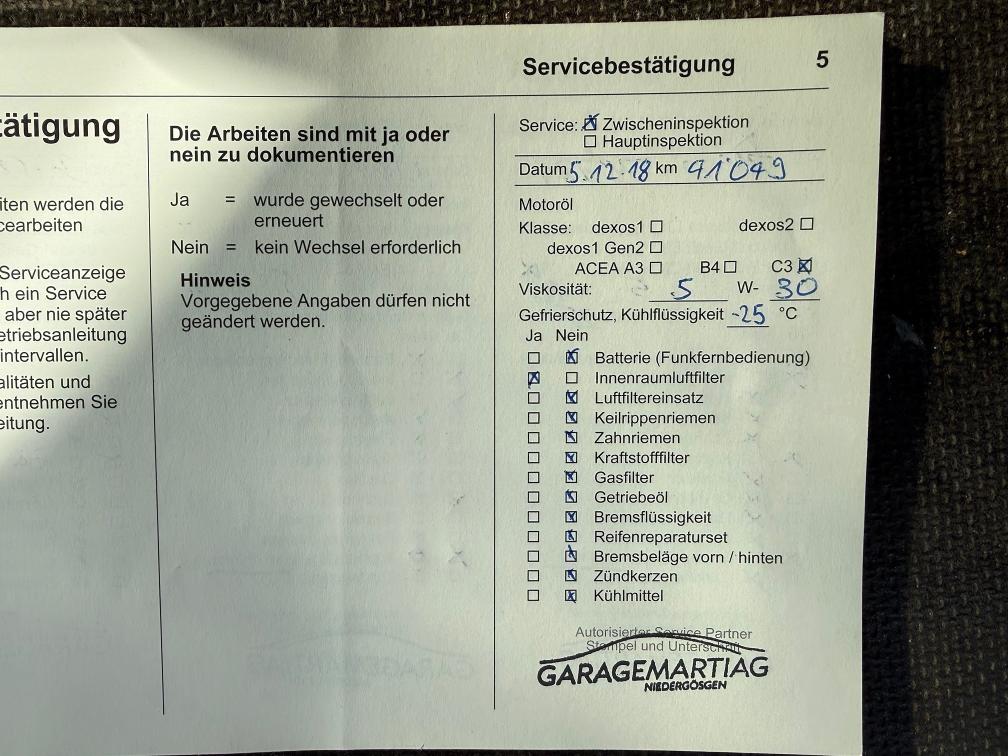 Servicebestätigung 5
tätigung
iten werden die
cearbeiten
Serviceanzeige
h ein Service
aber nie später
etriebsanleitung
intervallen.
alitäten und
entnehmen Sie
eitung.
Die Arbeiten sind mit ja oder
nein zu dokumentieren
Ja = wurde gewechselt oder
erneuert
Nein = kein Wechsel erforderlich
Hinweis
Vorgegebene Angaben dürfen nicht
geändert werden.
Service: ☒ Zwischeninspektion
☐ Hauptinspektion
Datum 5.12.18 km 91'049
Motoröl
Klasse: dexos1 ☐ dexos2 ☐
dexos1 Gen2 ☐
ACEA A3 ☐ B4 ☐ C3 ☒
Viskosität: 5 W- 30
Gefrierschutz, Kühlflüssigkeit -25 °C
Ja Nein
☐ ☒ Batterie (Funkfernbedienung)
☒ ☐ Innenraumluftfilter
☐ ☒ Luftfiltereinsatz
☐ ☒ Keilrippenriemen
☐ ☒ Zahnriemen
☐ ☒ Kraftstofffilter
☐ ☒ Gasfilter
☐ ☒ Getriebeöl
☐ ☒ Bremsflüssigkeit
☐ ☒ Reifenreparaturset
☐ ☒ Bremsbeläge vorn / hinten
☐ ☒ Zündkerzen
☐ ☒ Kühlmittel
Autorisierter Service Partner
Stempel und Unterschrift
GARAGEMARTIAG
NIEDERGÖSGEN